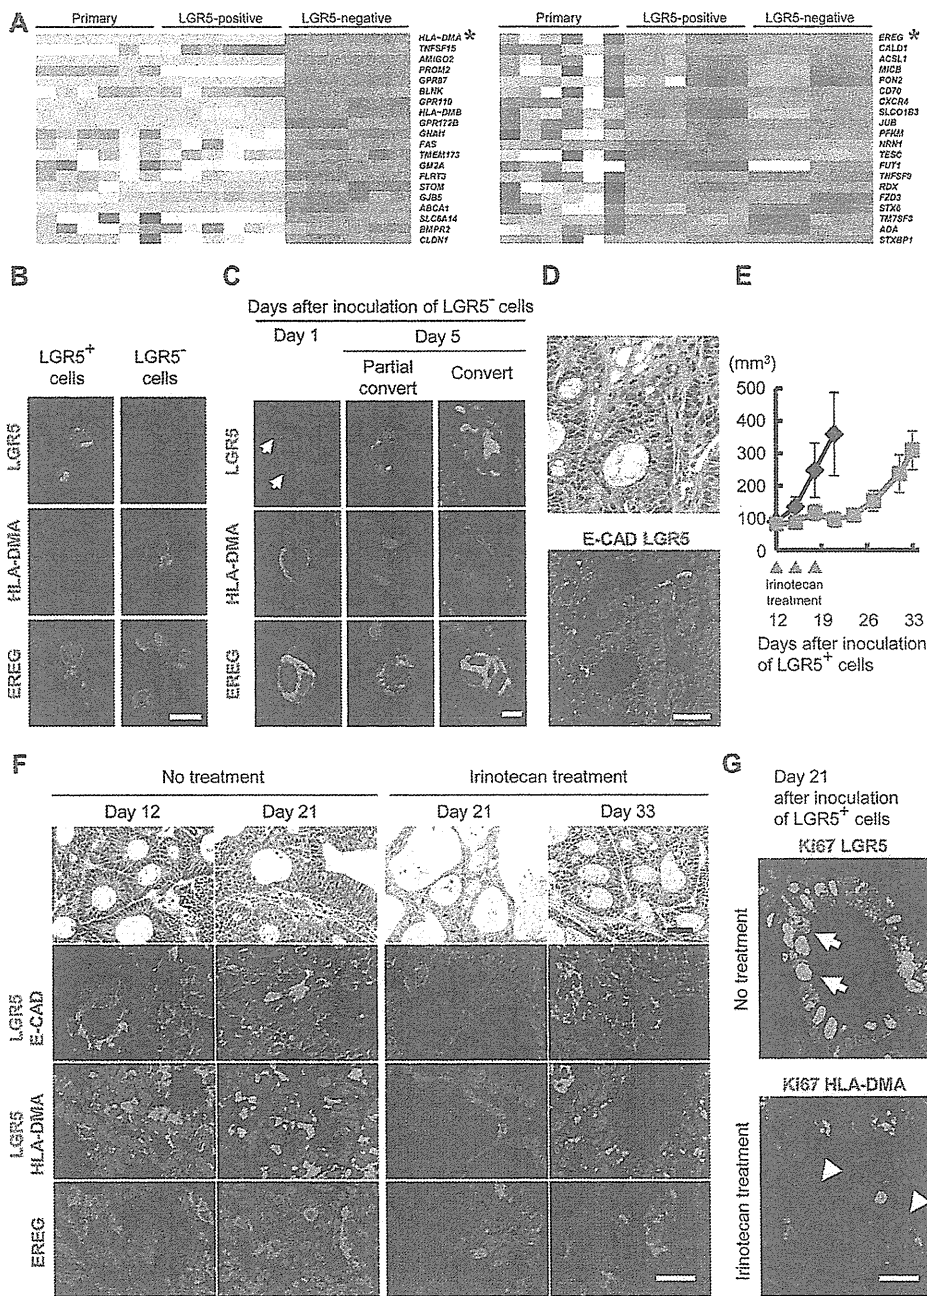 A
Primary LGR5-positive LGR5-negative
HLA-DMA *
TNFSF15
AMIGO2
PROM2
GPR87
BLNK
GPR110
HLA-DMB
GPR172B
GNAI1
FAS
TMEM173
GM2A
FLRT3
STOM
GJB5
ABCA1
SLC6A14
BMPR2
CLDN1
Primary LGR5-positive LGR5-negative
EREG *
CALD1
ACSL1
MICB
PON2
CD70
CXCR4
SLCO1B3
JUB
PFKM
NRN1
TESC
FUT1
TNFSF9
RDX
FZD3
STX6
TM7SF3
ADA
STXBP1
B
LGR5+ cells
LGR5- cells
LGR5
HLA-DMA
EREG
C
Days after inoculation of LGR5- cells
Day 1 Day 5
Partial convert
Convert
LGR5
HLA-DMA
EREG
D
E-CAD LGR5
E
(mm3)
500
400
300
200
100
0
Irinotecan
treatment
12 19 26 33
Days after inoculation
of LGR5+ cells
F
No treatment Irinotecan treatment
Day 12 Day 21 Day 21 Day 33
LGR5
E-CAD
LGR5
HLA-DMA
EREG
G
Day 21
after inoculation
of LGR5+ cells
Ki67 LGR5
No treatment
Ki67 HLA-DMA
Irinotecan treatment